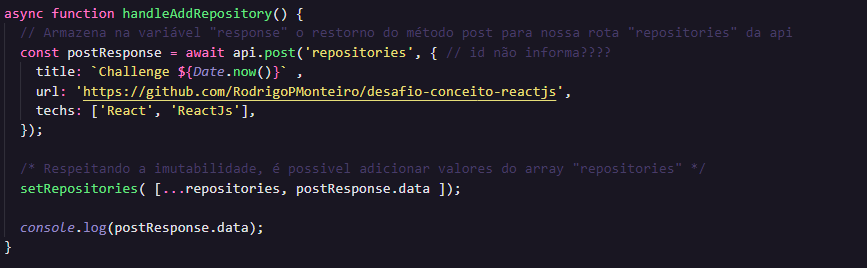 async function handleAddRepository() {
// Armazena na variável "response" o restorno do método post para nossa rota "repositories" da api
const postResponse = await api.post('repositories', { // id não informa????
title: `Challenge ${Date.now()}` ,
url: 'https://github.com/RodrigoPMonteiro/desafio-conceito-reactjs',
techs: ['React', 'ReactJs'],
});
/* Respeitando a imutabilidade, é possivel adicionar valores do array "repositories" */
setRepositories( [...repositories, postResponse.data ]);
console.log(postResponse.data);
}